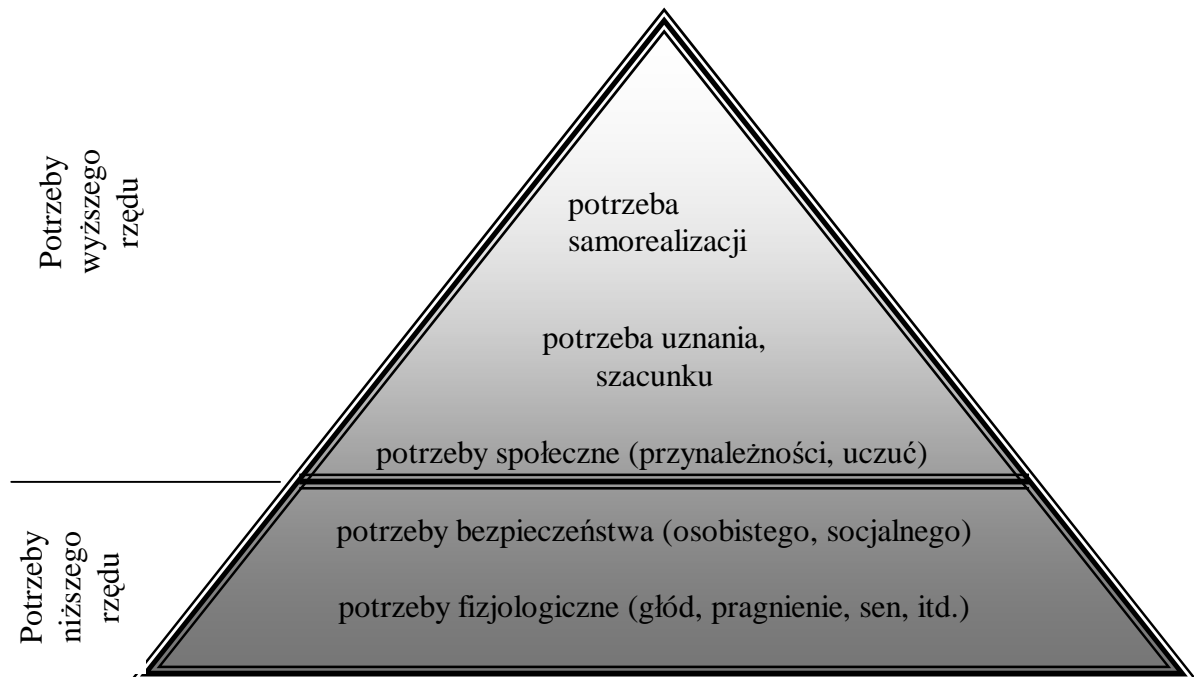 Potrzeby
wyższego
rzędu
potrzeba
samorealizacji
potrzeba uznania,
szacunku
potrzeby społeczne (przynależności, uczuć)
Potrzeby
niższego
rzędu
potrzeby bezpieczeństwa (osobistego, socjalnego)
potrzeby fizjologiczne (głód, pragnienie, sen, itd.)